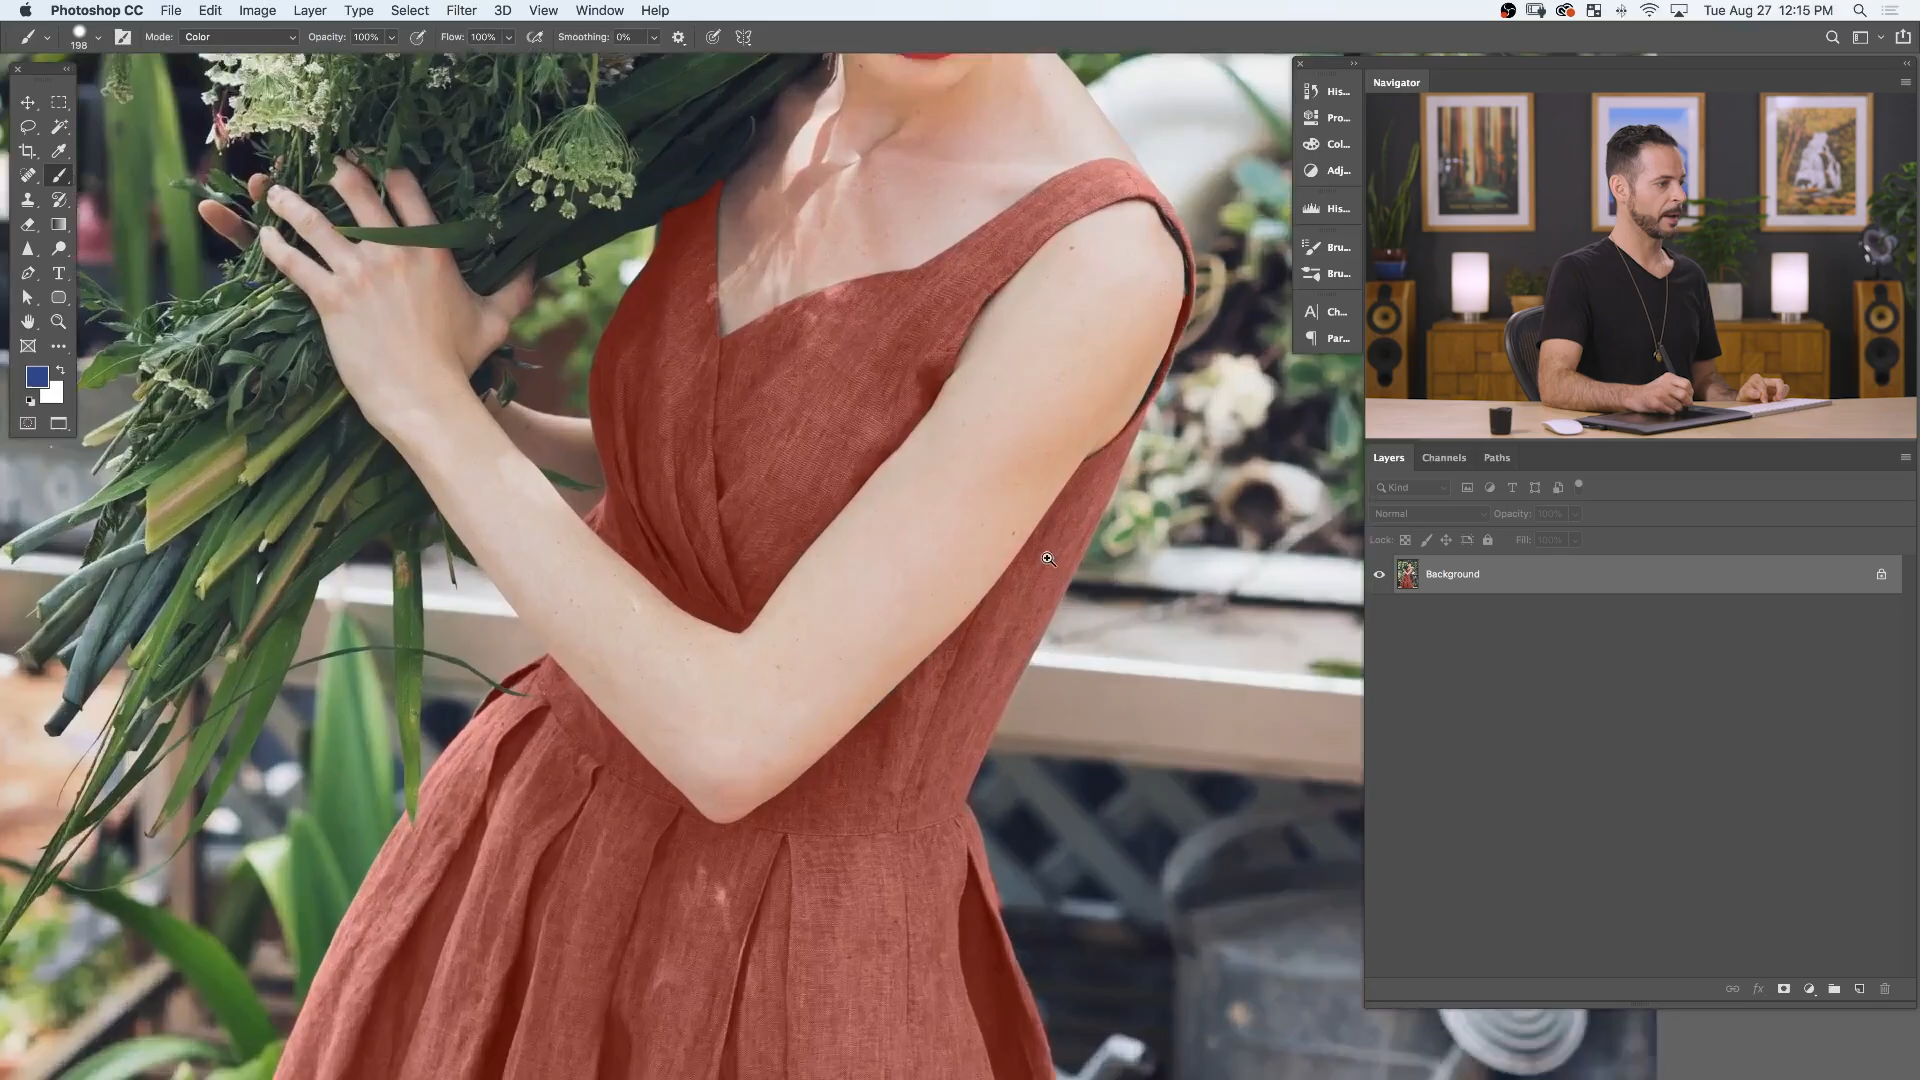 Photoshop CC File Edit Image Layer Type Select Filter 3D View Window Help Tue Aug 27 12:15 PM
198 Mode: Color Opacity: 100% Flow: 100% Smoothing: 0%
His...
Pro...
Col...
Adj...
His...
Bru...
Bru...
Ch...
Par...
Navigator
Layers Channels Paths
Kind
Normal Opacity: 100%
Lock: Fill: 100%
Background